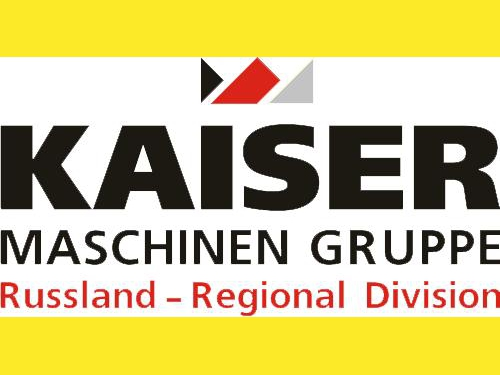 KAISER
MASCHINEN GRUPPE
Russland – Regional Division